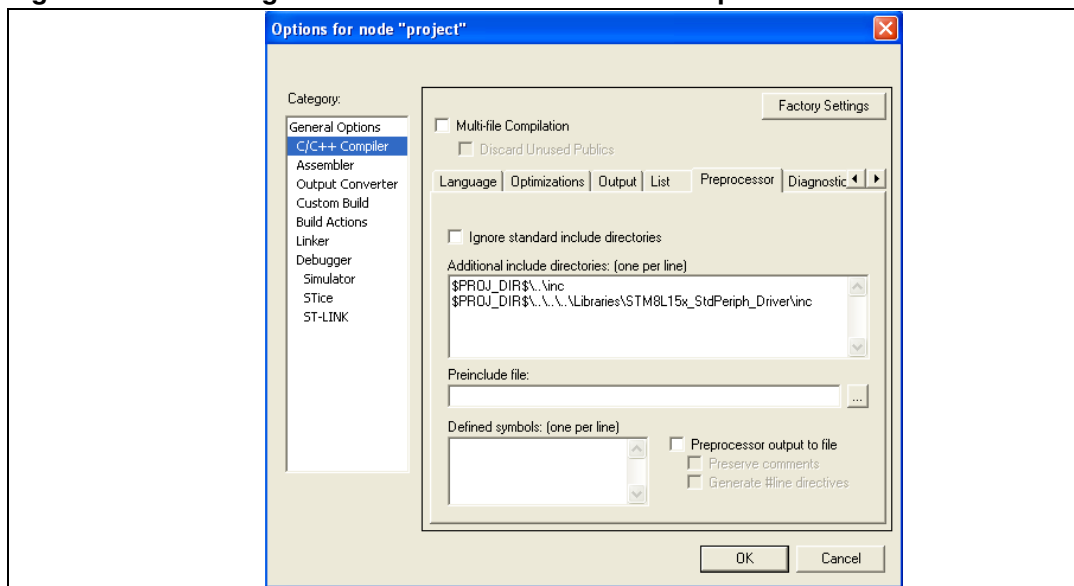 Options for node "project"
Category:
Factory Settings
General Options
C/C++ Compiler
Assembler
Output Converter
Custom Build
Build Actions
Linker
Debugger
Simulator
STice
ST-LINK
Multi-file Compilation
Discard Unused Publics
Language Optimizations Output List Preprocessor Diagnostic
Ignore standard include directories
Additional include directories: (one per line)
$PROJ_DIR$\..\inc
$PROJ_DIR$\..\..\..\Libraries\STM8L15x_StdPeriph_Driver\inc
Preinclude file:
...
Defined symbols: (one per line)
Preprocessor output to file
Preserve comments
Generate #line directives
OK Cancel